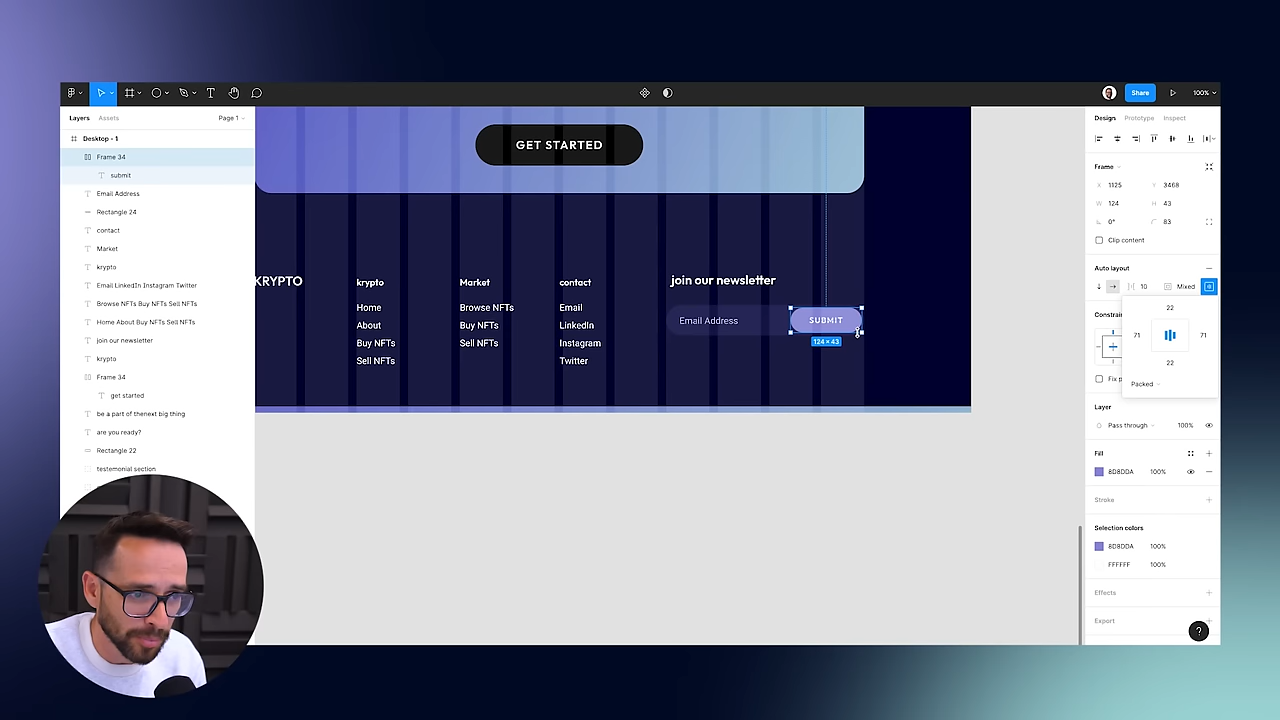 Share
100%
Layers
Assets
Page 1
Desktop - 1
Frame 34
submit
Email Address
Rectangle 24
contact
Market
krypto
Email LinkedIn Instagram Twitter
Browse NFTs Buy NFTs Sell NFTs
Home About Buy NFTs Sell NFTs
join our newsletter
krypto
Frame 34
get started
be a part of thenext big thing
are you ready?
Rectangle 22
testemonial section
GET STARTED
KRYPTO
krypto
Home
About
Buy NFTs
Sell NFTs
Market
Browse NFTs
Buy NFTs
Sell NFTs
contact
Email
LinkedIn
Instagram
Twitter
join our newsletter
Email Address
SUBMIT
124 × 43
Design
Prototype
Inspect
Frame
X 1125
Y 3468
W 124
H 43
0°
83
Clip content
Auto layout
10
Mixed
22
71
71
22
Packed
Constrai
Fix p
Layer
Pass through
100%
Fill
8D8DDA
100%
Stroke
Selection colors
8D8DDA
100%
FFFFFF
100%
Effects
Export
?